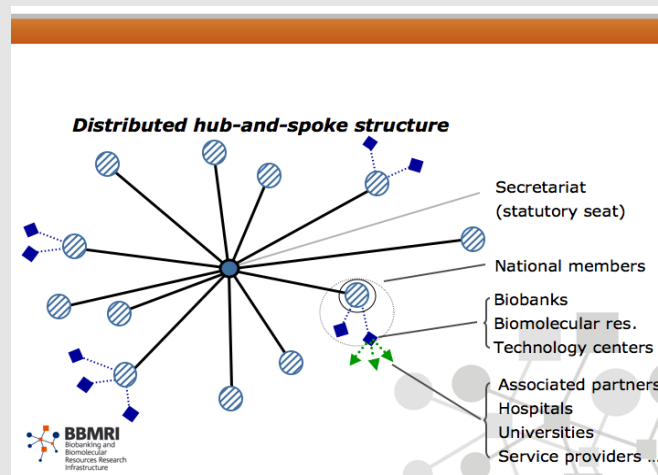 Distributed hub-and-spoke structure
Secretariat
(statutory seat)
National members
Biobanks
Biomolecular res.
Technology centers
Associated partners
Hospitals
Universities
Service providers ...
BBMRI
Biobanking and
Biomolecular
Resources Research
Infrastructure